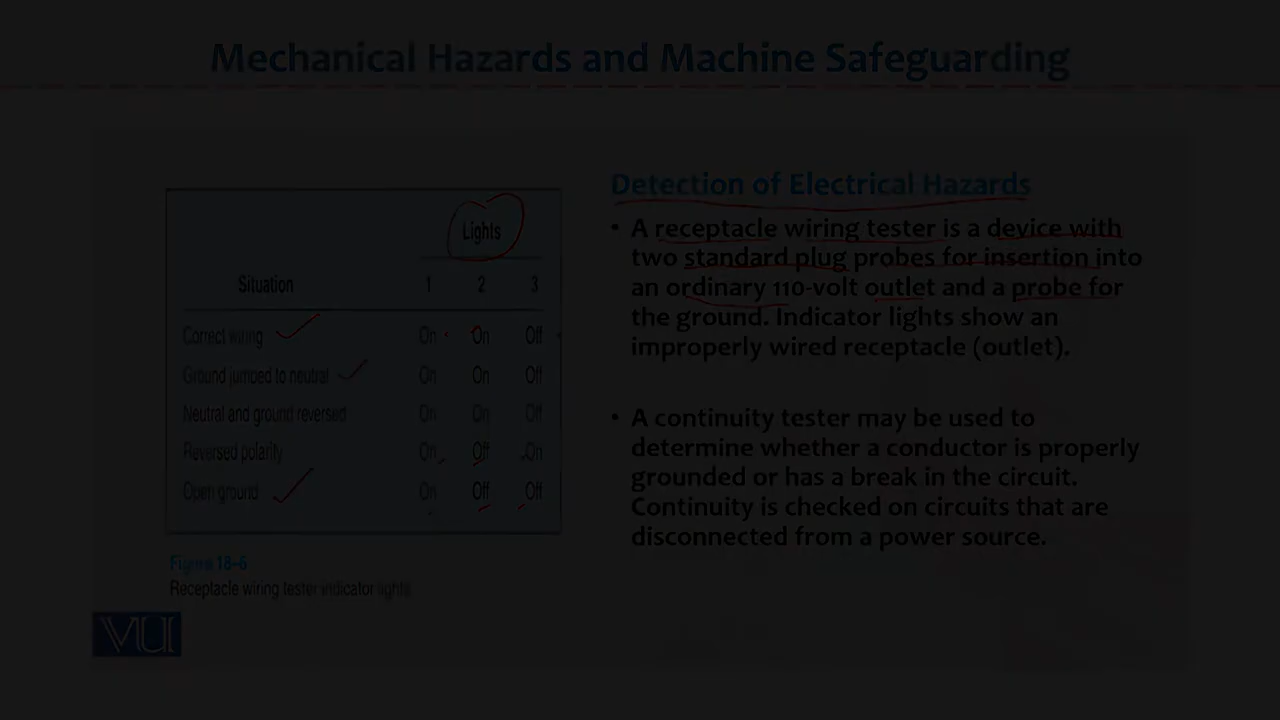 Mechanical Hazards and Machine Safeguarding
Lights
Situation 1 2 3
Correct wiring On On Off
Ground jumped to neutral On On Off
Neutral and ground reversed On On Off
Reversed polarity On Off On
Open ground On Off Off
Figure 18-6
Receptacle wiring tester indicator lights
Detection of Electrical Hazards
• A receptacle wiring tester is a device with
two standard plug probes for insertion into
an ordinary 110-volt outlet and a probe for
the ground. Indicator lights show an
improperly wired receptacle (outlet).
• A continuity tester may be used to
determine whether a conductor is properly
grounded or has a break in the circuit.
Continuity is checked on circuits that are
disconnected from a power source.
VU